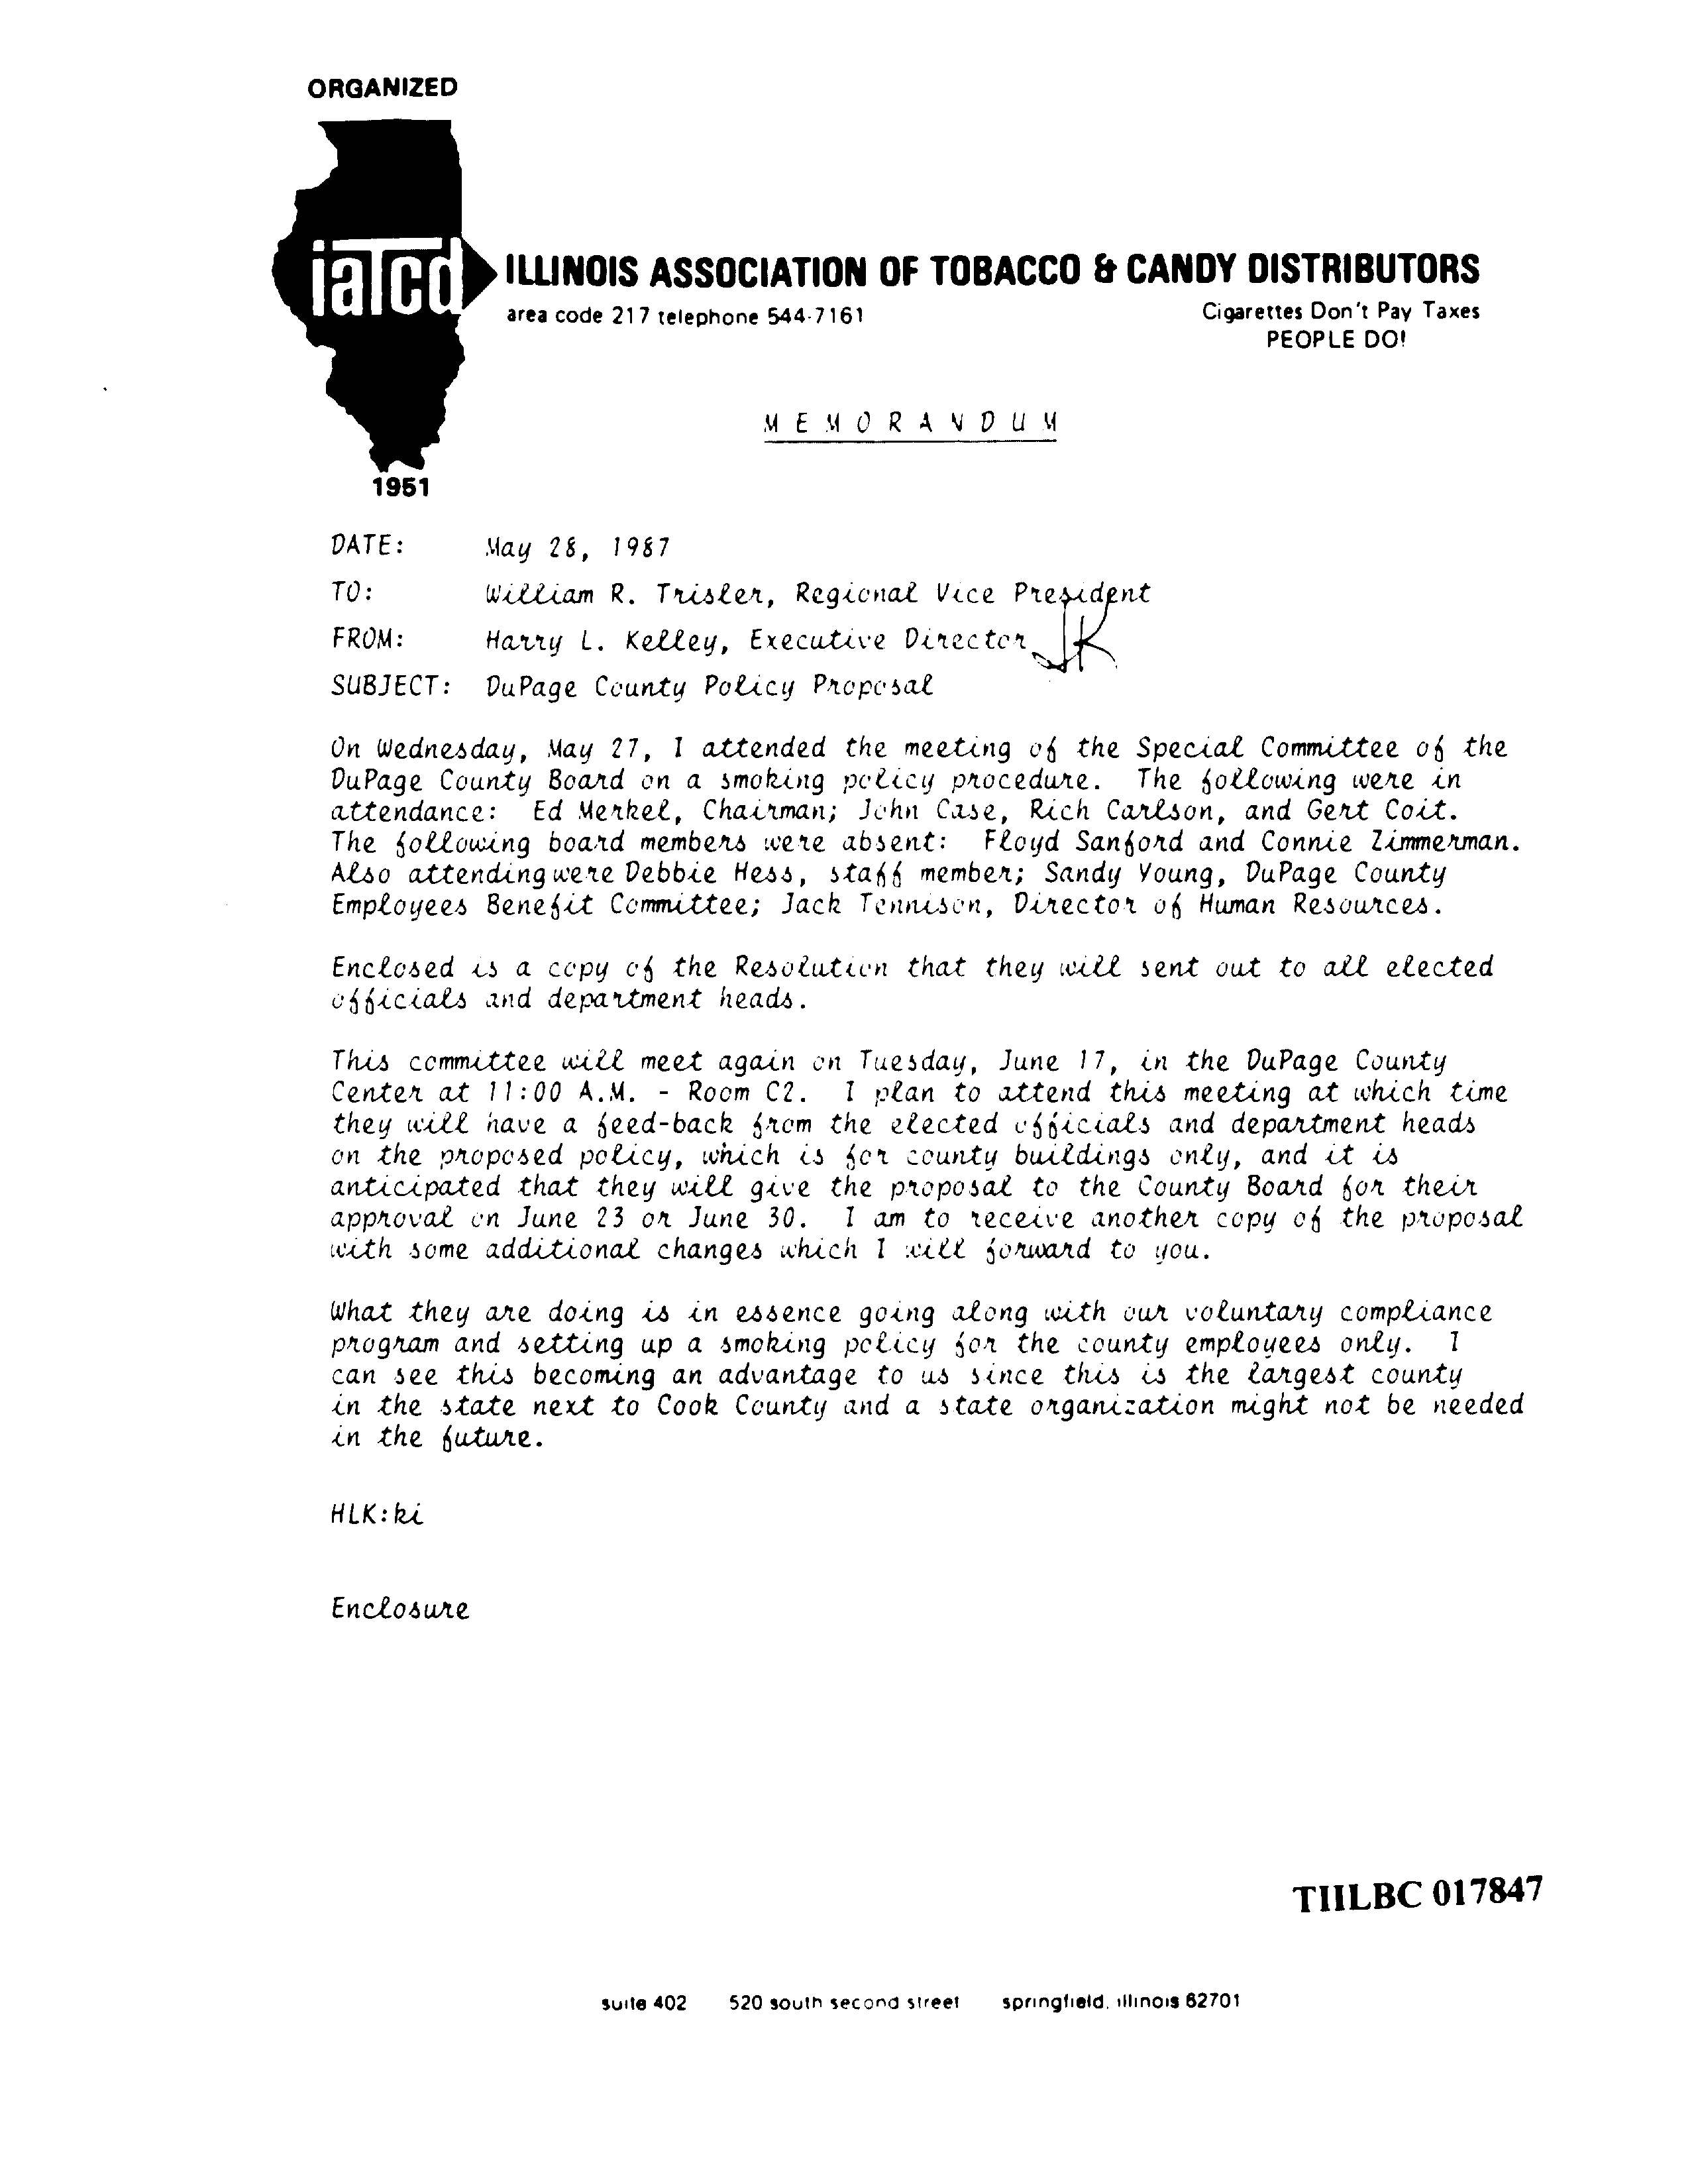 ORGANIZED
iatcd
ILLINOIS ASSOCIATION OF TOBACCO & CANDY DISTRIBUTORS
area code 217 telephone 544-7161
Cigarettes Don't Pay Taxes
PEOPLE DO!
MEMORANDUM
1951
DATE: May 28, 1987
TO: William R. Trisler, Regional Vice President
FROM: Harry L. Kelley, Executive Director HK
SUBJECT: DuPage County Policy Proposal
On Wednesday, May 27, I attended the meeting of the Special Committee of the
DuPage County Board on a smoking policy procedure. The following were in
attendance: Ed Merkel, Chairman; John Case, Rich Carlson, and Gert Coit.
The following board members were absent: Floyd Sanford and Connie Zimmerman.
Also attending were Debbie Hess, staff member; Sandy Young, DuPage County
Employees Benefit Committee; Jack Tennison, Director of Human Resources.
Enclosed is a copy of the Resolution that they will sent out to all elected
officials and department heads.
This committee will meet again on Tuesday, June 17, in the DuPage County
Center at 11:00 A.M. - Room C2. I plan to attend this meeting at which time
they will have a feed-back from the elected officials and department heads
on the proposed policy, which is for county buildings only, and it is
anticipated that they will give the proposal to the County Board for their
approval on June 23 or June 30. I am to receive another copy of the proposal
with some additional changes which I will forward to you.
What they are doing is in essence going along with our voluntary compliance
program and setting up a smoking policy for the county employees only. I
can see this becoming an advantage to us since this is the largest county
in the state next to Cook County and a state organization might not be needed
in the future.
HLK:ki
Enclosure
TIILBC 017847
suite 402 520 south second street springfield, illinois 62701